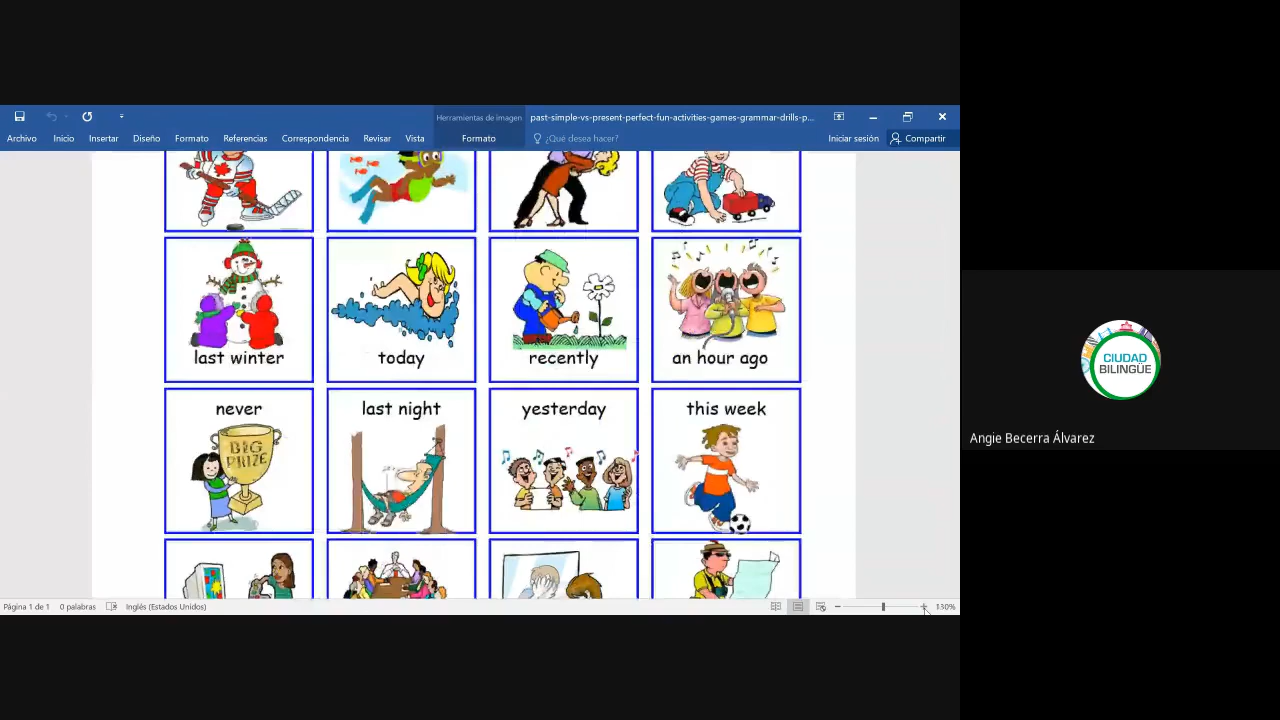 Herramientas de imagen
past-simple-vs-present-perfect-fun-activities-games-grammar-drills-p...
Archivo Inicio Insertar Diseño Formato Referencias Correspondencia Revisar Vista Formato ¿Qué desea hacer? Iniciar sesión Compartir
last winter today recently an hour ago
never last night yesterday this week
BIG
PRIZE
CIUDAD
BILINGÜE
Angie Becerra Álvarez
Página 1 de 1 0 palabras Inglés (Estados Unidos) 130%